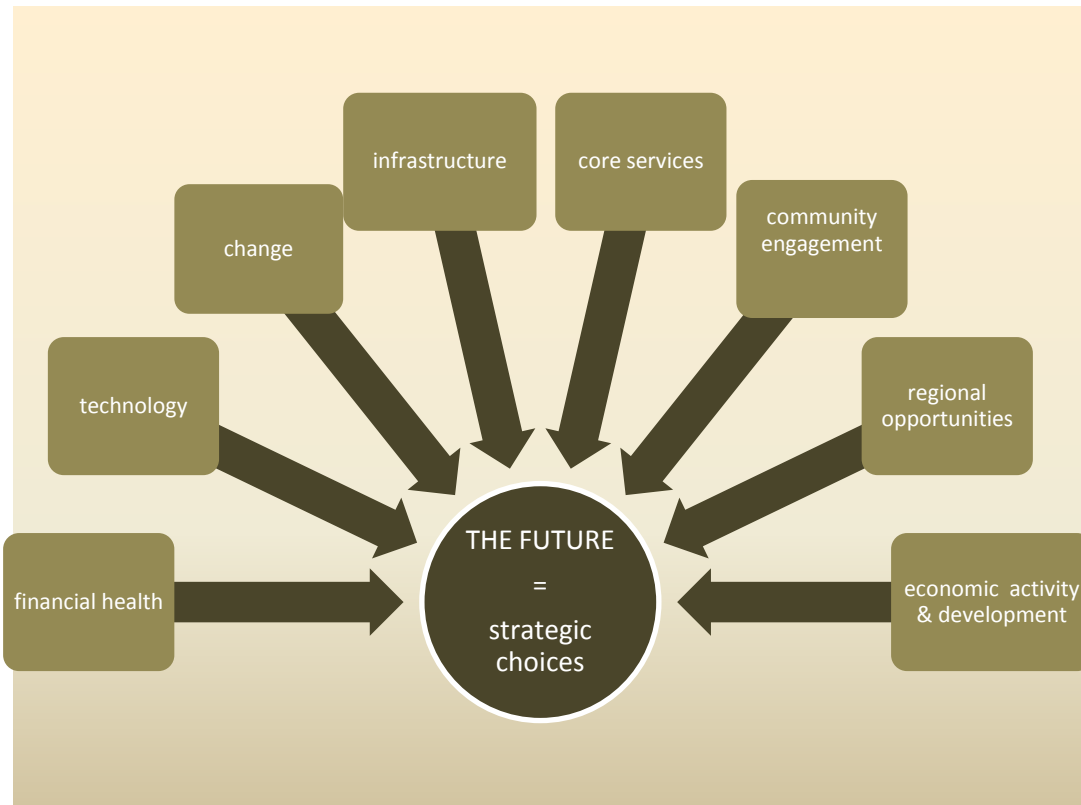 infrastructure
core services
change
community
engagement
technology
regional
opportunities
financial health
THE FUTURE
=
strategic
choices
economic activity
& development